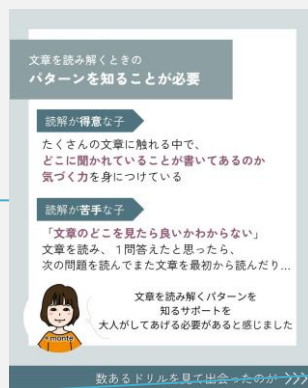 文章を読み解くときの
パターンを知ることが必要
読解が得意な子
たくさんの文章に触れる中で、
どこに聞かれていることが書いてあるのか
気づく力を身につけている
読解が苦手な子
「文章のどこを見たら良いかわからない」
文章を読み、1問答えたと思ったら、
次の問題を読んでまた文章を最初から読んだり…
文章を読み解くパターンを
知るサポートを
大人がしてあげる必要があると感じました
monte
数あるドリルを見て出会ったのが>>>